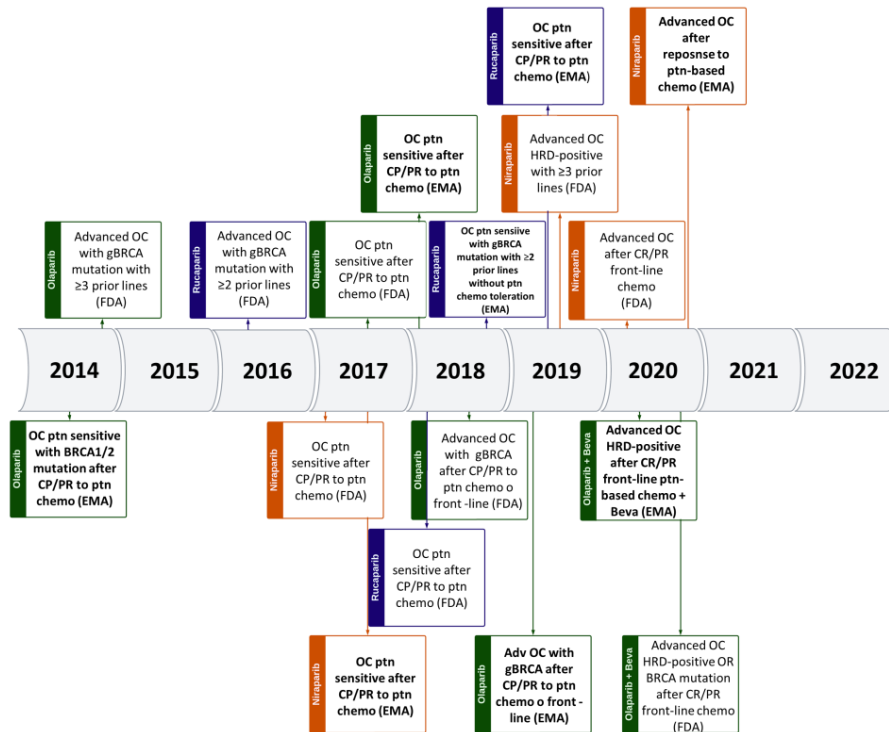 Rucaparib
OC ptn
sensitive after
CP/PR to ptn
chemo (EMA)
Niraparib
Advanced OC
after
reposnse to
ptn-based
chemo (EMA)
Olaparib
OC ptn
sensitive after
CP/PR to ptn
chemo (EMA)
Niraparib
Advanced OC
HRD-positive
with ≥3 prior
lines (FDA)
Olaparib
Advanced OC
with gBRCA
mutation with
≥3 prior lines
(FDA)
Rucaparib
Advanced OC
with gBRCA
mutation with
≥2 prior lines
(FDA)
Olaparib
OC ptn
sensitive after
CP/PR to ptn
chemo (FDA)
Rucaparib
OC ptn sensiive
with gBRCA
mutation with ≥2
prior lines
without ptn
chemo toleration
(EMA)
Niraparib
Advanced OC
after CR/PR
front-line
chemo
(FDA)
2014 2015 2016 2017 2018 2019 2020 2021 2022
Olaparib
OC ptn sensitive
with BRCA1/2
mutation after
CP/PR to ptn
chemo (EMA)
Niraparib
OC ptn
sensitive after
CP/PR to ptn
chemo (FDA)
Olaparib
Advanced OC
with gBRCA
after CP/PR to
ptn chemo o
front -line (FDA)
Olaparib + Beva
Advanced OC
HRD-positive
after CR/PR
front-line ptn-
based chemo +
Beva (EMA)
Rucaparib
OC ptn
sensitive after
CP/PR to ptn
chemo (FDA)
Niraparib
OC ptn
sensitive after
CP/PR to ptn
chemo (EMA)
Olaparib
Adv OC with
gBRCA after
CP/PR to ptn
chemo o front -
line (EMA)
Olaparib + Beva
Advanced OC
HRD-positive OR
BRCA mutation
after CR/PR
front-line chemo
(FDA)